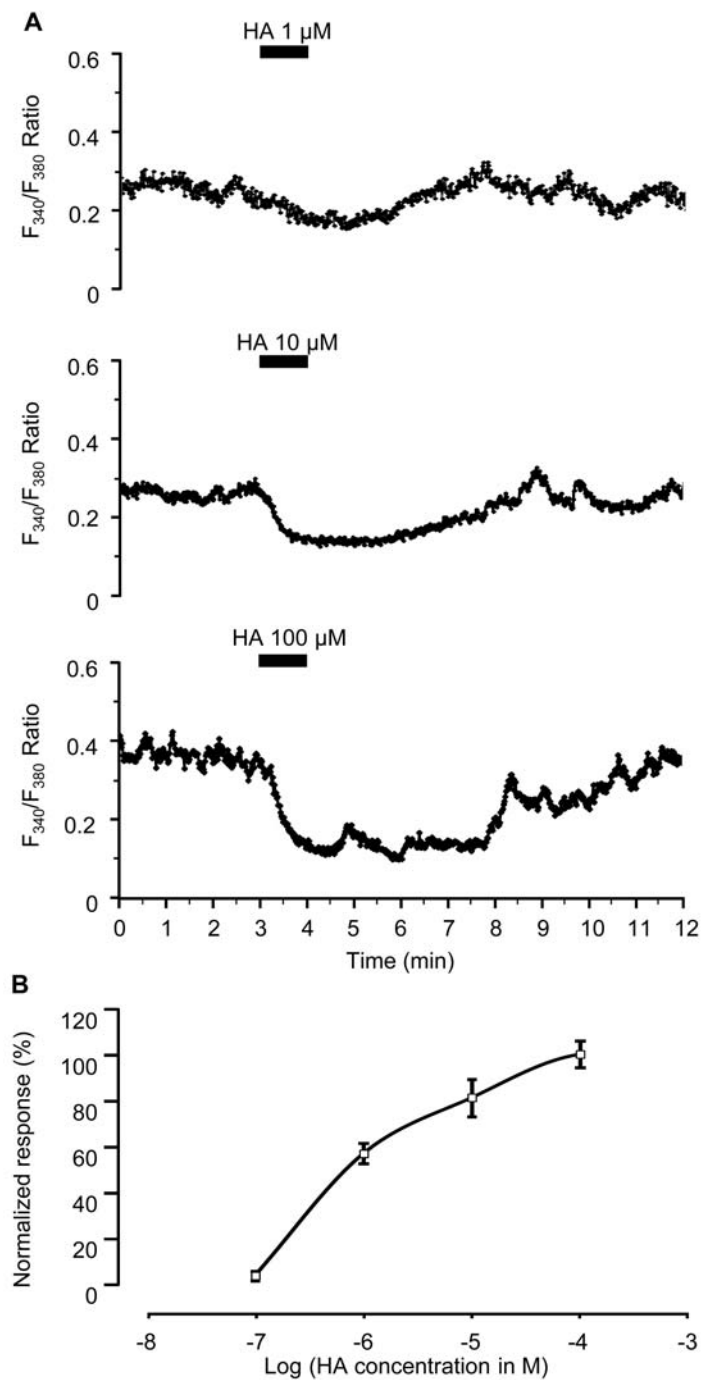 A
HA 1 µM
0.6
0.4
0.2
0
F340/F380 Ratio
HA 10 µM
0.6
0.4
0.2
0
F340/F380 Ratio
HA 100 µM
0.6
0.4
0.2
0
F340/F380 Ratio
0 1 2 3 4 5 6 7 8 9 10 11 12
Time (min)
B
120
100
80
60
40
20
0
Normalized response (%)
-8 -7 -6 -5 -4 -3
Log (HA concentration in M)